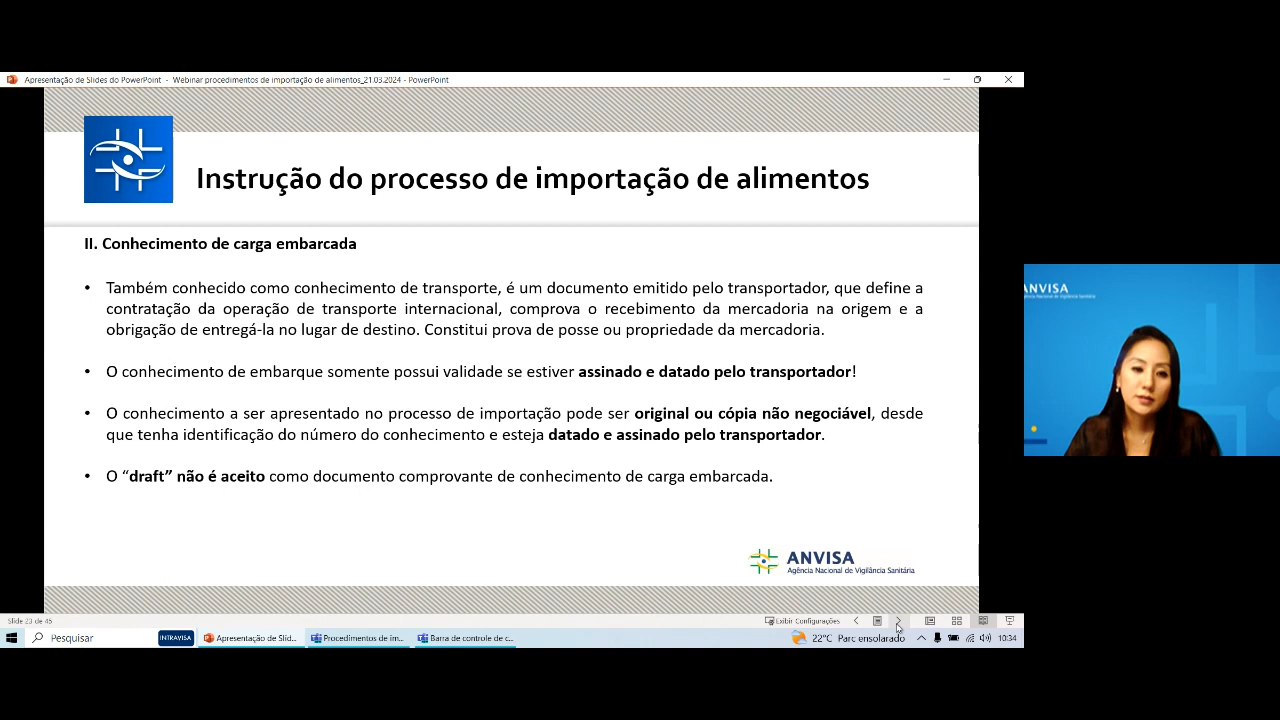 Apresentação de Slides do PowerPoint - Webinar procedimentos de importação de alimentos_21.03.2024 - PowerPoint
Instrução do processo de importação de alimentos
II. Conhecimento de carga embarcada
• Também conhecido como conhecimento de transporte, é um documento emitido pelo transportador, que define a
contratação da operação de transporte internacional, comprova o recebimento da mercadoria na origem e a
obrigação de entregá-la no lugar de destino. Constitui prova de posse ou propriedade da mercadoria.
• O conhecimento de embarque somente possui validade se estiver assinado e datado pelo transportador!
• O conhecimento a ser apresentado no processo de importação pode ser original ou cópia não negociável, desde
que tenha identificação do número do conhecimento e esteja datado e assinado pelo transportador.
• O “draft” não é aceito como documento comprovante de conhecimento de carga embarcada.
ANVISA
Agência Nacional de Vigilância Sanitária
ANVISA
Agência Nacional de Vigilância Sanitária
Slide 23 de 45
Exibir Configurações
Pesquisar
INTRAVISA
Apresentação de Slid...
Procedimentos de im...
Barra de controle de c...
22°C Parc ensolarado
10:34